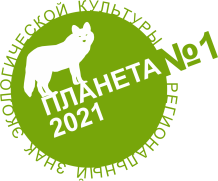 РЕГИОНАЛЬНЫЙ ЗНАК ЭКОЛОГИЧЕСКОЙ КУЛЬТУРЫ
ПЛАНЕТА №1
2021